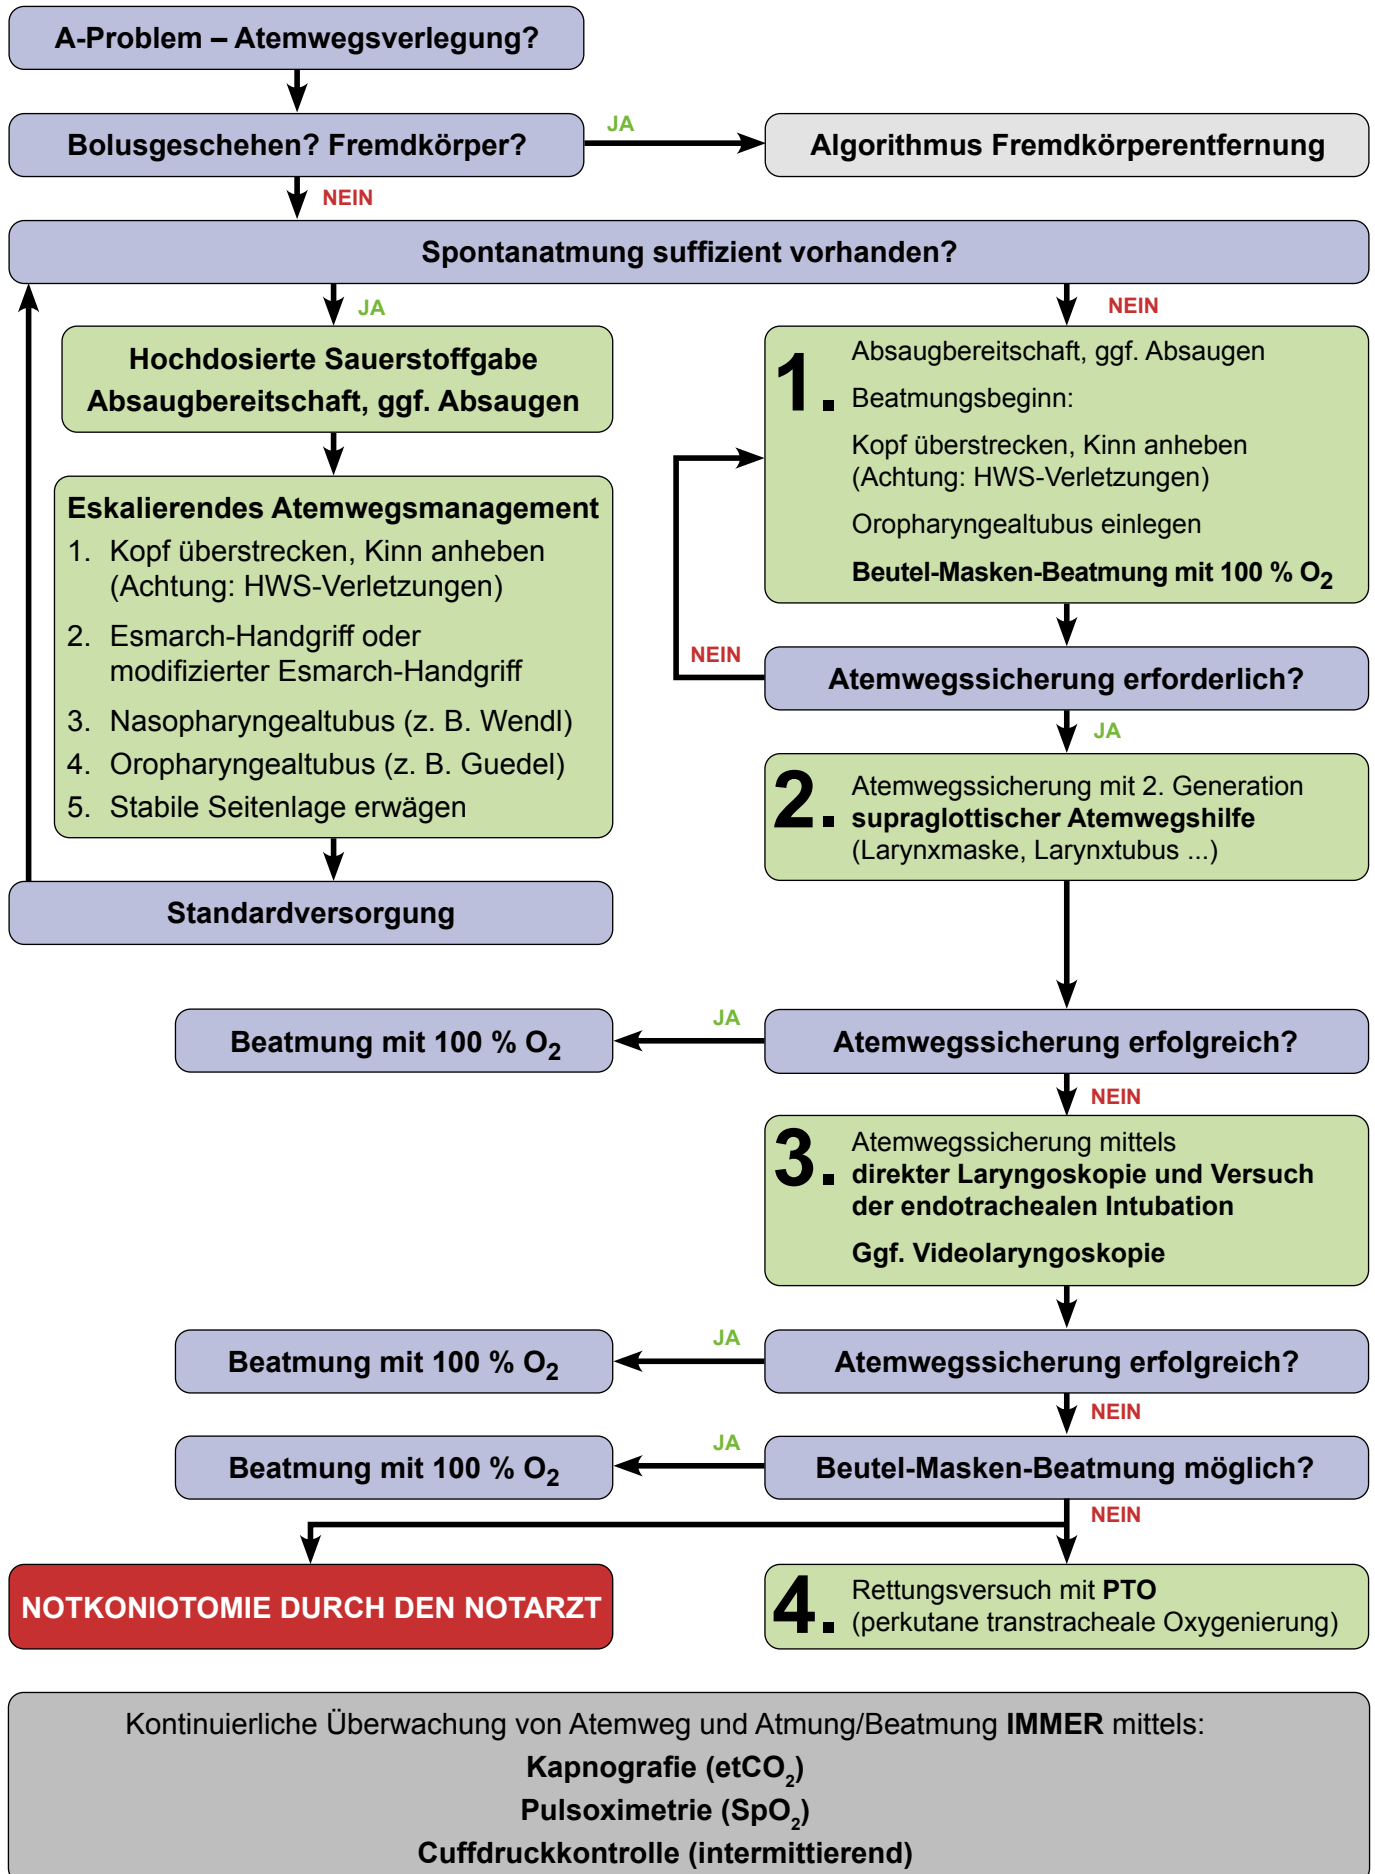 A-Problem – Atemwegsverlegung?
Bolusgeschehen? Fremdkörper?
JA
Algorithmus Fremdkörperentfernung
NEIN
Spontanatmung suffizient vorhanden?
JA
Hochdosierte Sauerstoffgabe
Absaugbereitschaft, ggf. Absaugen
Eskalierendes Atemwegsmanagement
1. Kopf überstrecken, Kinn anheben
(Achtung: HWS-Verletzungen)
2. Esmarch-Handgriff oder
modifizierter Esmarch-Handgriff
3. Nasopharyngealtubus (z. B. Wendl)
4. Oropharyngealtubus (z. B. Guedel)
5. Stabile Seitenlage erwägen
Standardversorgung
NEIN
1. Absaugbereitschaft, ggf. Absaugen
Beatmungsbeginn:
Kopf überstrecken, Kinn anheben
(Achtung: HWS-Verletzungen)
Oropharyngealtubus einlegen
Beutel-Masken-Beatmung mit 100 % O₂
NEIN
Atemwegssicherung erforderlich?
JA
2. Atemwegssicherung mit 2. Generation
supraglottischer Atemwegshilfe
(Larynxmaske, Larynxtubus ...)
Atemwegssicherung erfolgreich?
JA
Beatmung mit 100 % O₂
NEIN
3. Atemwegssicherung mittels
direkter Laryngoskopie und Versuch
der endotrachealen Intubation
Ggf. Videolaryngoskopie
Atemwegssicherung erfolgreich?
JA
Beatmung mit 100 % O₂
NEIN
Beutel-Masken-Beatmung möglich?
JA
Beatmung mit 100 % O₂
NEIN
NOTKONIOTOMIE DURCH DEN NOTARZT
4. Rettungsversuch mit PTO
(perkutane transtracheale Oxygenierung)
Kontinuierliche Überwachung von Atemweg und Atmung/Beatmung IMMER mittels:
Kapnografie (etCO₂)
Pulsoximetrie (SpO₂)
Cuffdruckkontrolle (intermittierend)